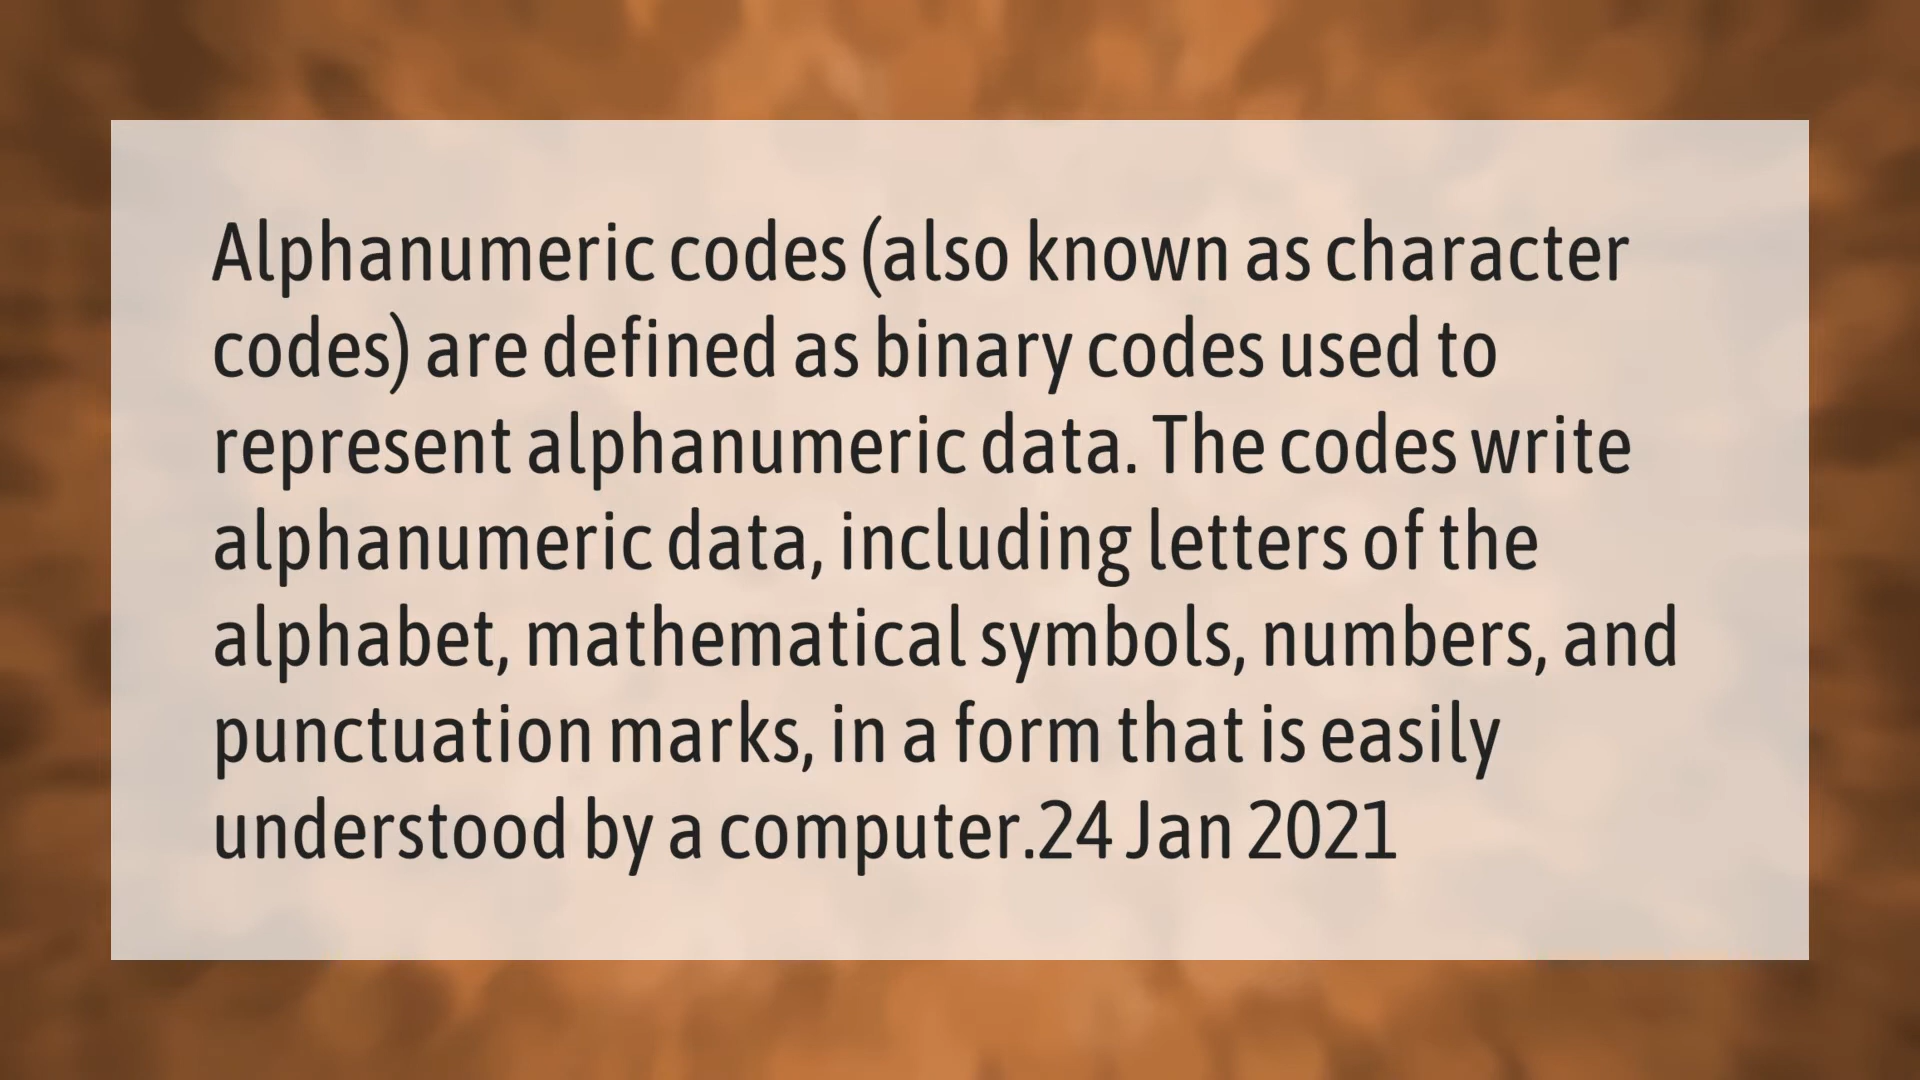 Alphanumeric codes (also known as character
codes) are defined as binary codes used to
represent alphanumeric data. The codes write
alphanumeric data, including letters of the
alphabet, mathematical symbols, numbers, and
punctuation marks, in a form that is easily
understood by a computer.24 Jan 2021